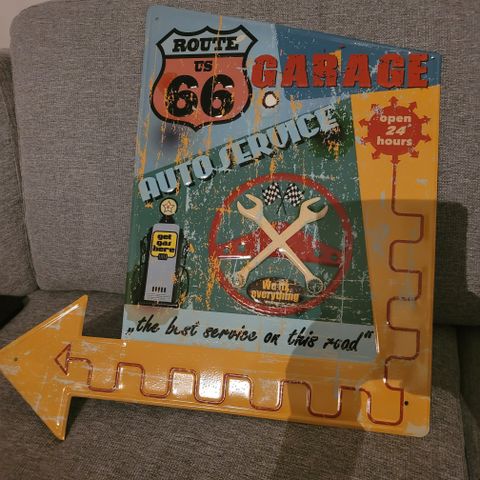 ROUTE
US
66
GARAGE
open
24
hours
AUTO SERVICE
get
gas
here
We fix
everything
„the best service on this road"